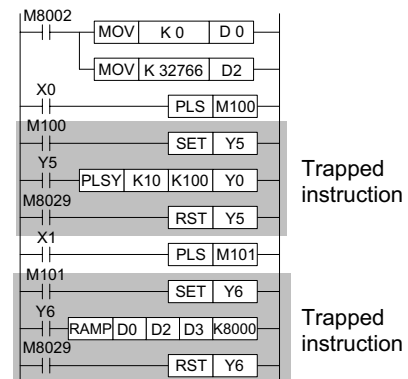 M8002
MOV K 0 D 0
MOV K 32766 D2
X0
PLS M100
M100
SET Y5
Y5
PLSY K10 K100 Y0
M8029
RST Y5
Trapped
instruction
X1
PLS M101
M101
SET Y6
Y6
RAMP D0 D2 D3 K8000
M8029
RST Y6
Trapped
instruction